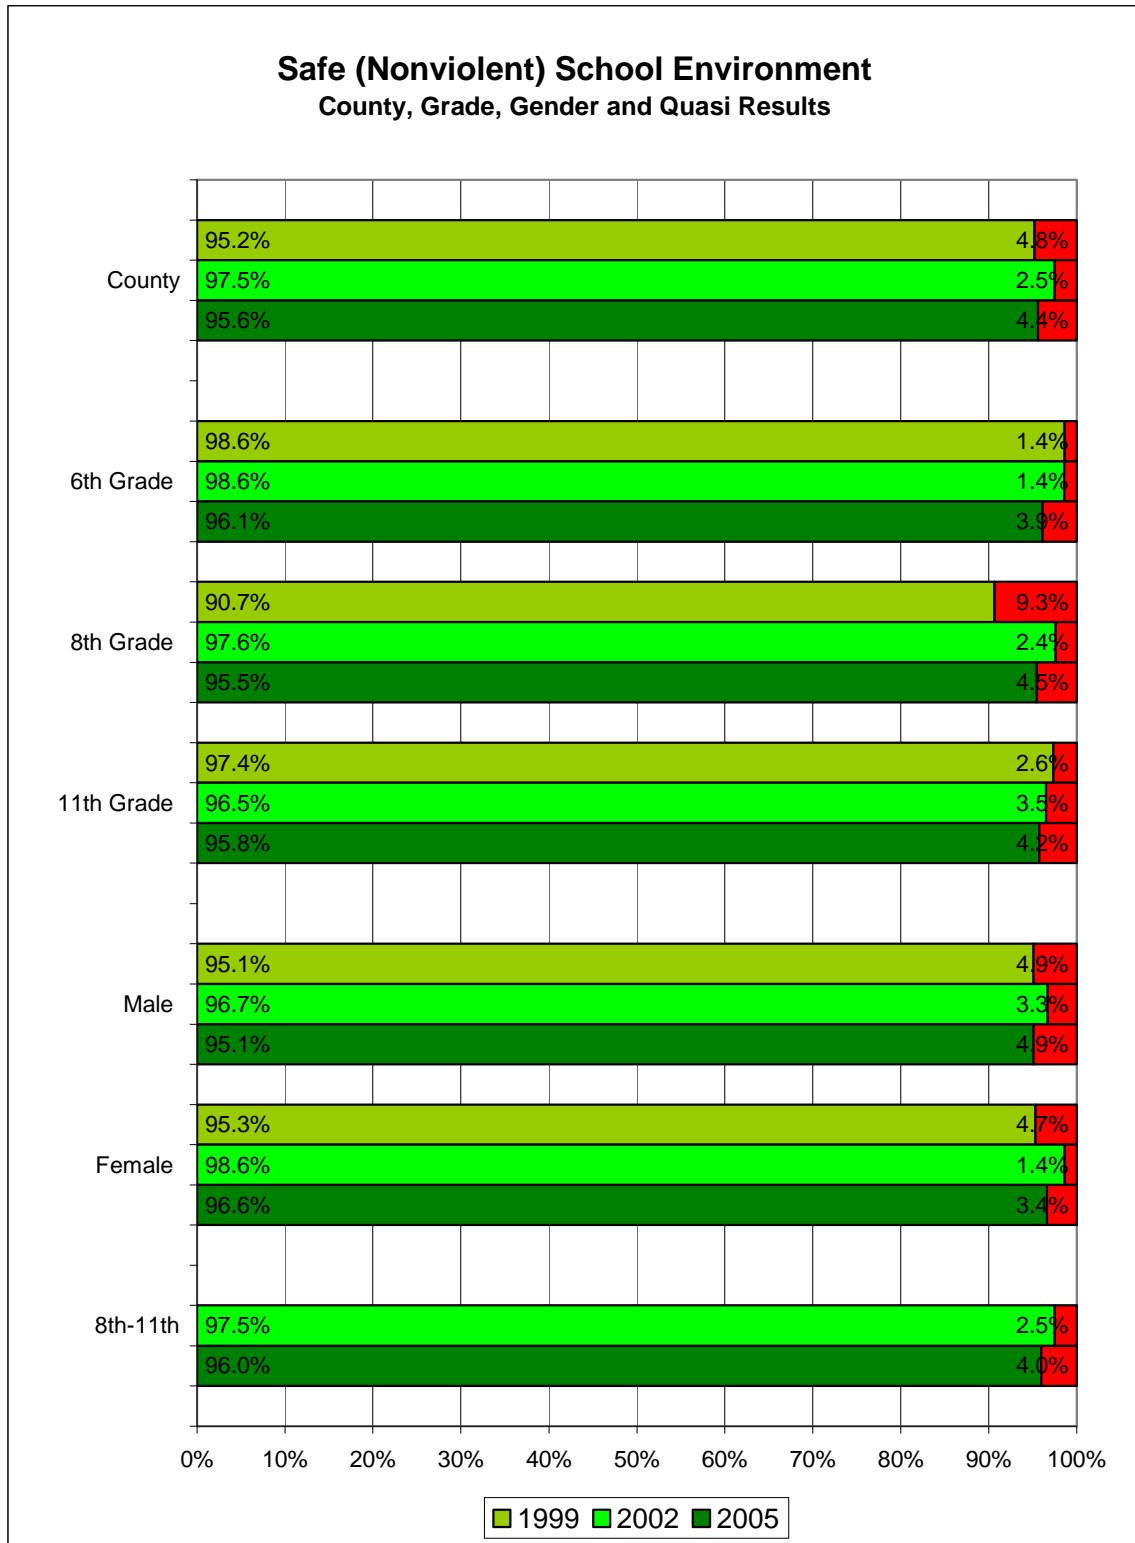 Safe (Nonviolent) School Environment
County, Grade, Gender and Quasi Results
County
95.2% 4.8%
97.5% 2.5%
95.6% 4.4%
6th Grade
98.6% 1.4%
98.6% 1.4%
96.1% 3.9%
8th Grade
90.7% 9.3%
97.6% 2.4%
95.5% 4.5%
11th Grade
97.4% 2.6%
96.5% 3.5%
95.8% 4.2%
Male
95.1% 4.9%
96.7% 3.3%
95.1% 4.9%
Female
95.3% 4.7%
98.6% 1.4%
96.6% 3.4%
8th-11th
97.5% 2.5%
96.0% 4.0%
0% 10% 20% 30% 40% 50% 60% 70% 80% 90% 100%
1999 2002 2005